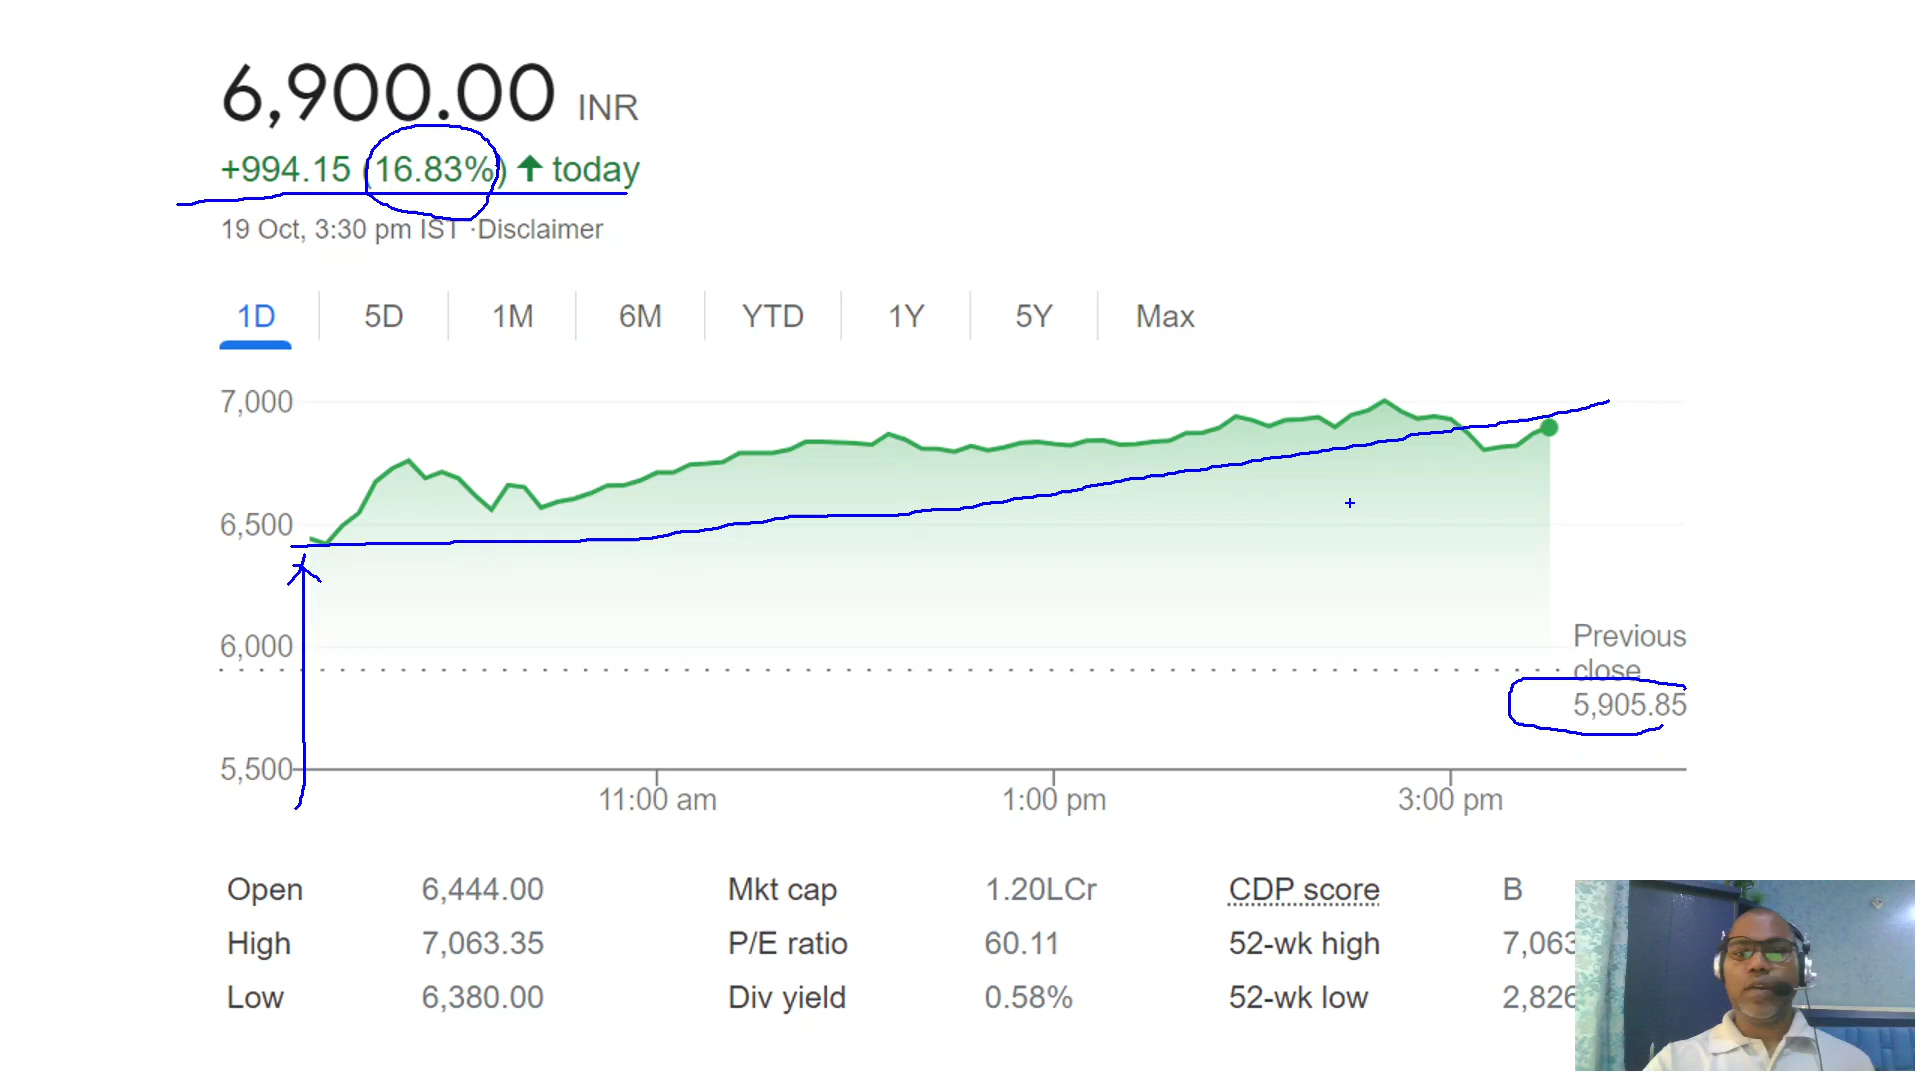 6,900.00 INR
+994.15 (16.83%) today
19 Oct, 3:30 pm IST ·Disclaimer
1D 5D 1M 6M YTD 1Y 5Y Max
7,000
6,500
6,000
Previous
close
5,905.85
5,500
11:00 am 1:00 pm 3:00 pm
Open 6,444.00 Mkt cap 1.20LCr CDP score B
High 7,063.35 P/E ratio 60.11 52-wk high 7,063
Low 6,380.00 Div yield 0.58% 52-wk low 2,826